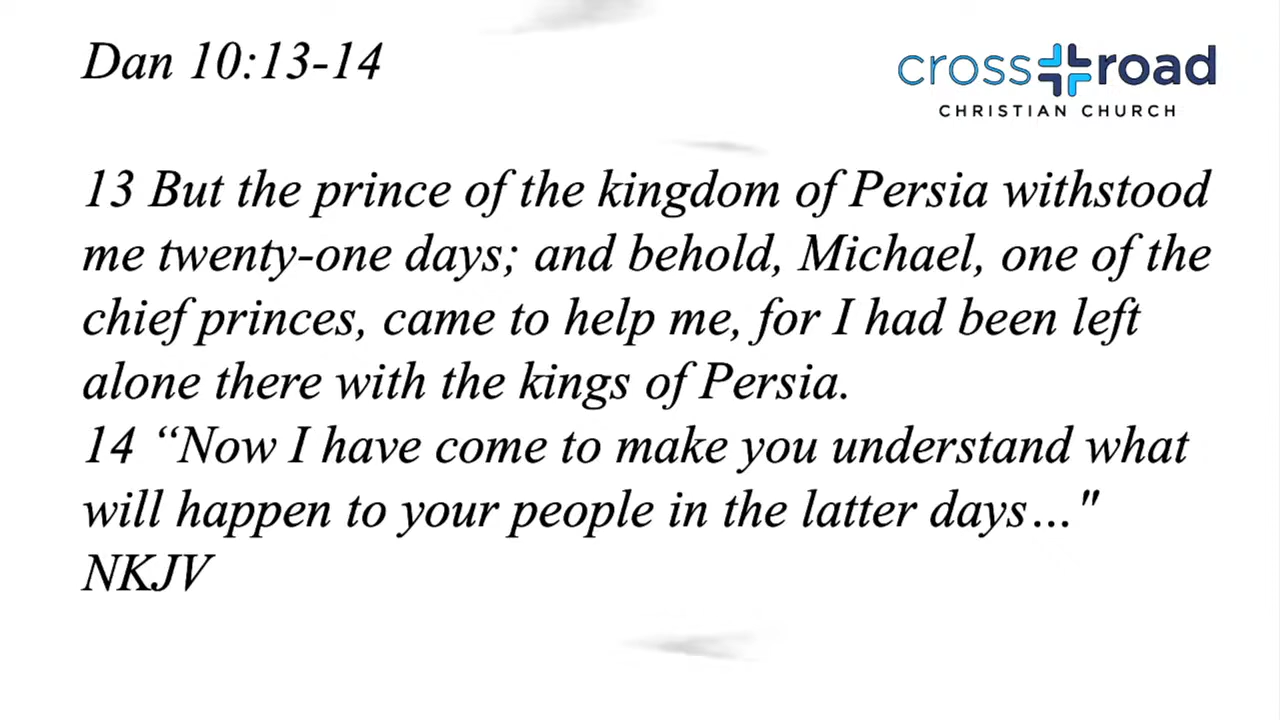 Dan 10:13-14
cross road
CHRISTIAN CHURCH
13 But the prince of the kingdom of Persia withstood
me twenty-one days; and behold, Michael, one of the
chief princes, came to help me, for I had been left
alone there with the kings of Persia.
14 “Now I have come to make you understand what
will happen to your people in the latter days..."
NKJV